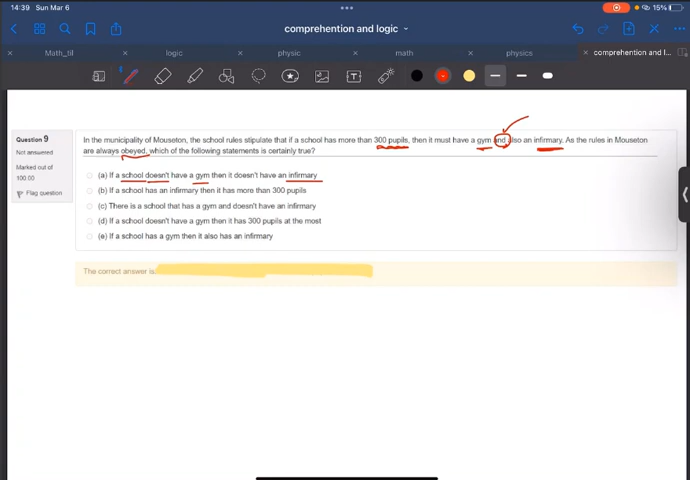 14:39 Sun Mar 6
15%
comprehention and logic
Math_til
logic
physic
math
physics
comprehention and l...
Question 9
Not answered
Marked out of
100.00
Flag question
In the municipality of Mouseton, the school rules stipulate that if a school has more than 300 pupils, then it must have a gym and also an infirmary. As the rules in Mouseton
are always obeyed, which of the following statements is certainly true?
(a) If a school doesn't have a gym then it doesn't have an infirmary
(b) If a school has an infirmary then it has more than 300 pupils
(c) There is a school that has a gym and doesn't have an infirmary
(d) If a school doesn't have a gym then it has 300 pupils at the most
(e) If a school has a gym then it also has an infirmary
The correct answer is: